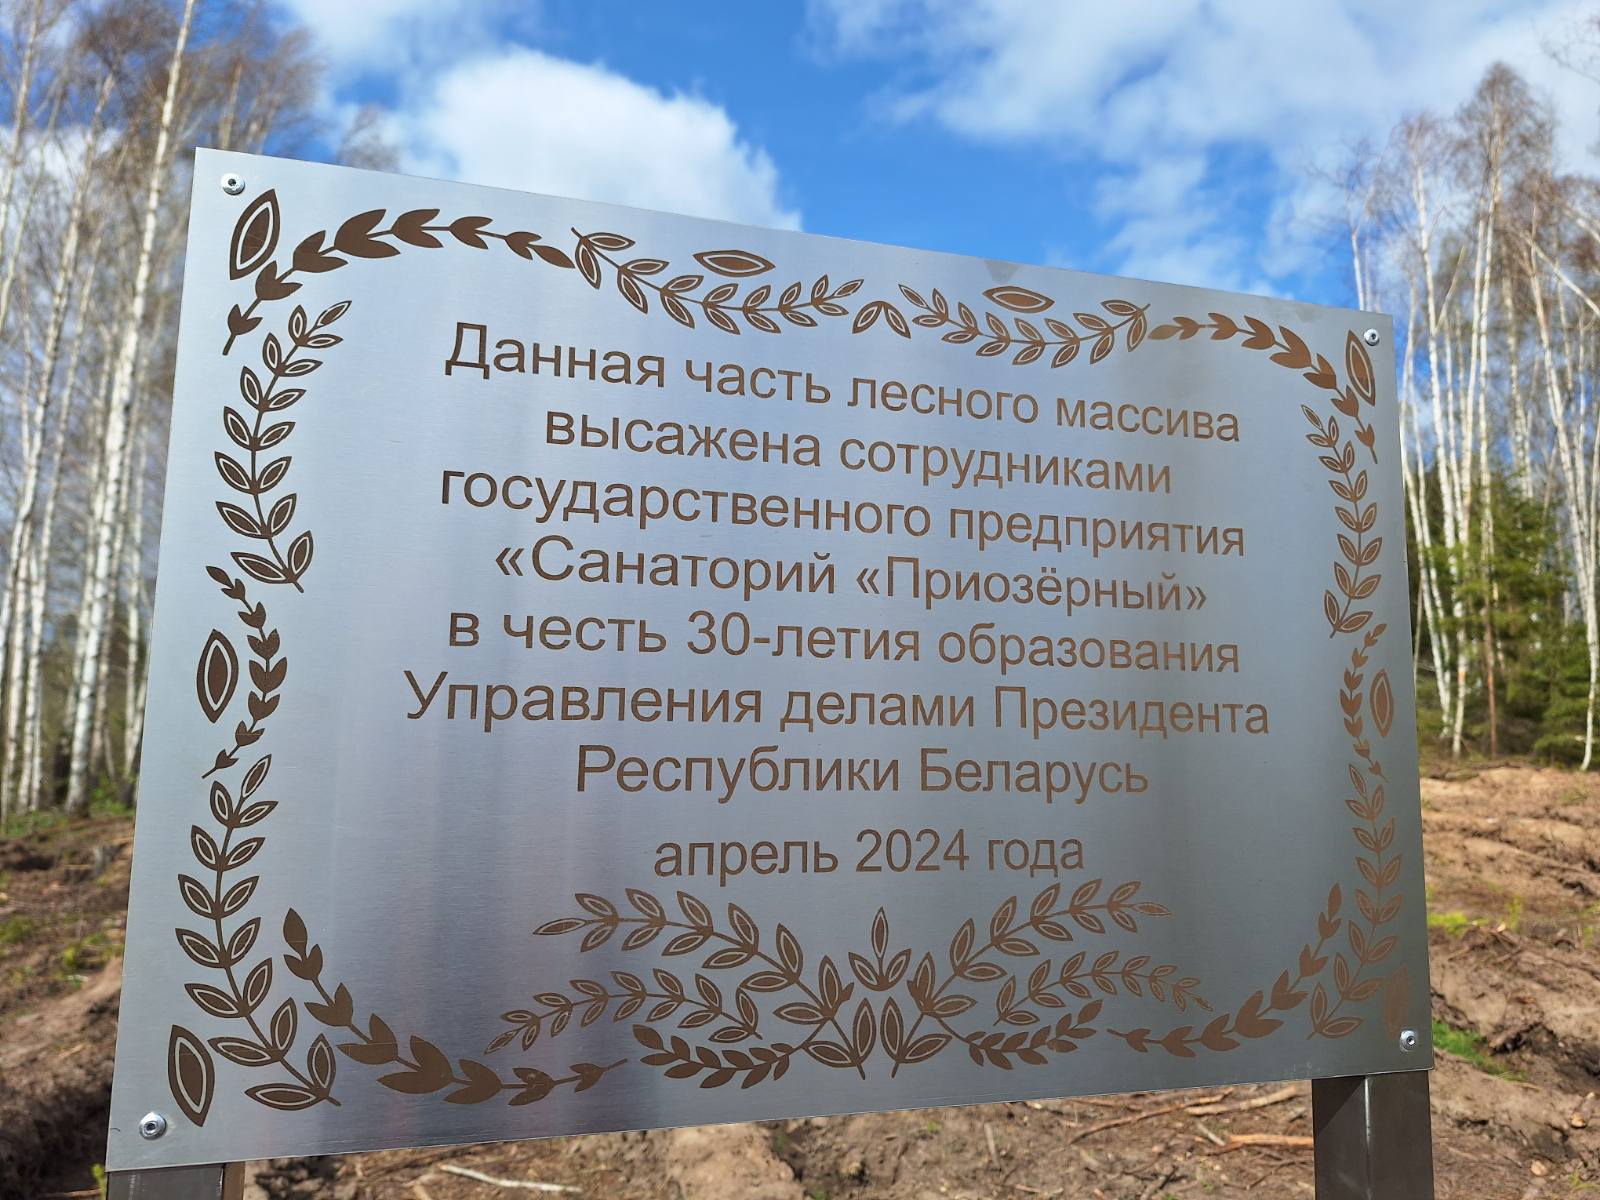 Данная часть лесного массива
высажена сотрудниками
государственного предприятия
«Санаторий «Приозёрный»
в честь 30-летия образования
Управления делами Президента
Республики Беларусь
апрель 2024 года